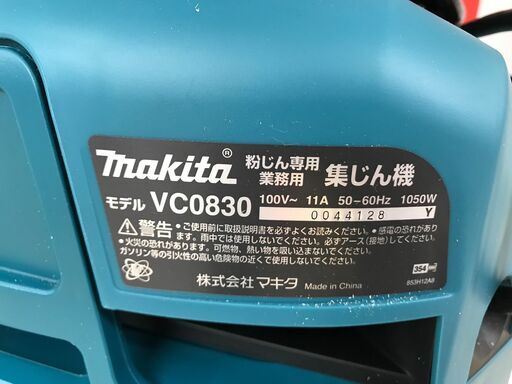 makita® 粉じん専用 業務用 集じん機
モデル VC0830 100V～ 11A 50-60Hz 1050W
0044128 Y
警告 ●ご使用前に取扱説明書を必ずよくお読みください。●感電の恐れがあり
ます。雨中では使用しないでください。必ずアース（接地）してください。
●火災の恐れがあります。可燃物、熱い物を吸い込まないでください。
ガソリン等の引火性の高い危険物の近くで使用しないでください。
株式会社マキタ Made in China
354
853H12A8